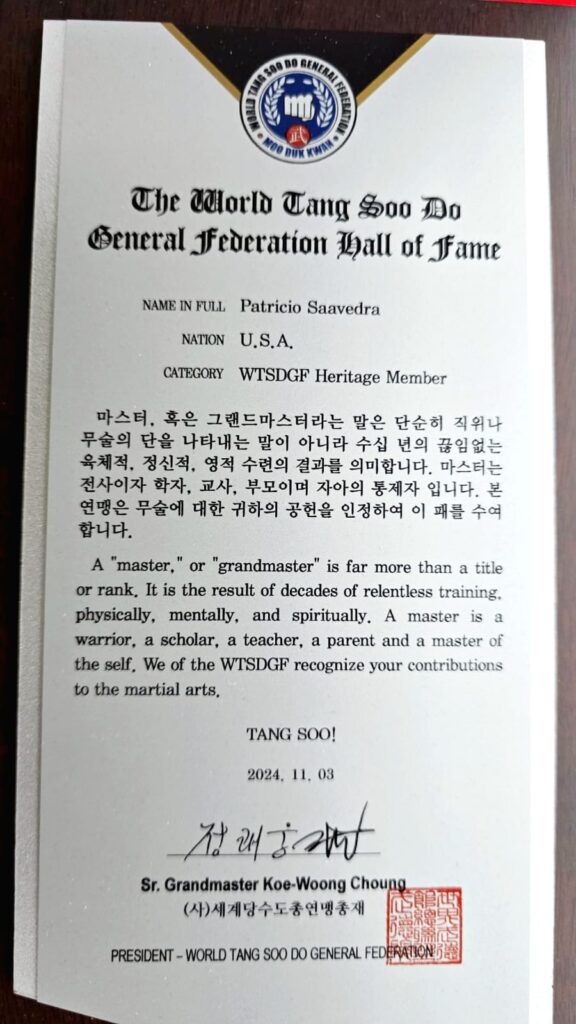 WORLD TANG SOO DO GENERAL FEDERATION
武
MOO DUK KWAN
The World Tang Soo Do
General Federation Hall of Fame
NAME IN FULL Patricio Saavedra
NATION U.S.A.
CATEGORY WTSDGF Heritage Member
마스터, 혹은 그랜드마스터라는 말은 단순히 직위나
무술의 단을 나타내는 말이 아니라 수십 년의 끊임없는
육체적, 정신적, 영적 수련의 결과를 의미합니다. 마스터는
전사이자 학자, 교사, 부모이며 자아의 통제자 입니다. 본
연맹은 무술에 대한 귀하의 공헌을 인정하여 이 패를 수여
합니다.
A "master," or "grandmaster" is far more than a title
or rank. It is the result of decades of relentless training,
physically, mentally, and spiritually. A master is a
warrior, a scholar, a teacher, a parent and a master of
the self. We of the WTSDGF recognize your contributions
to the martial arts.
TANG SOO!
2024. 11. 03
Sr. Grandmaster Koe-Woong Choung
(사)세계당수도총연맹총재
PRESIDENT – WORLD TANG SOO DO GENERAL FEDERATION